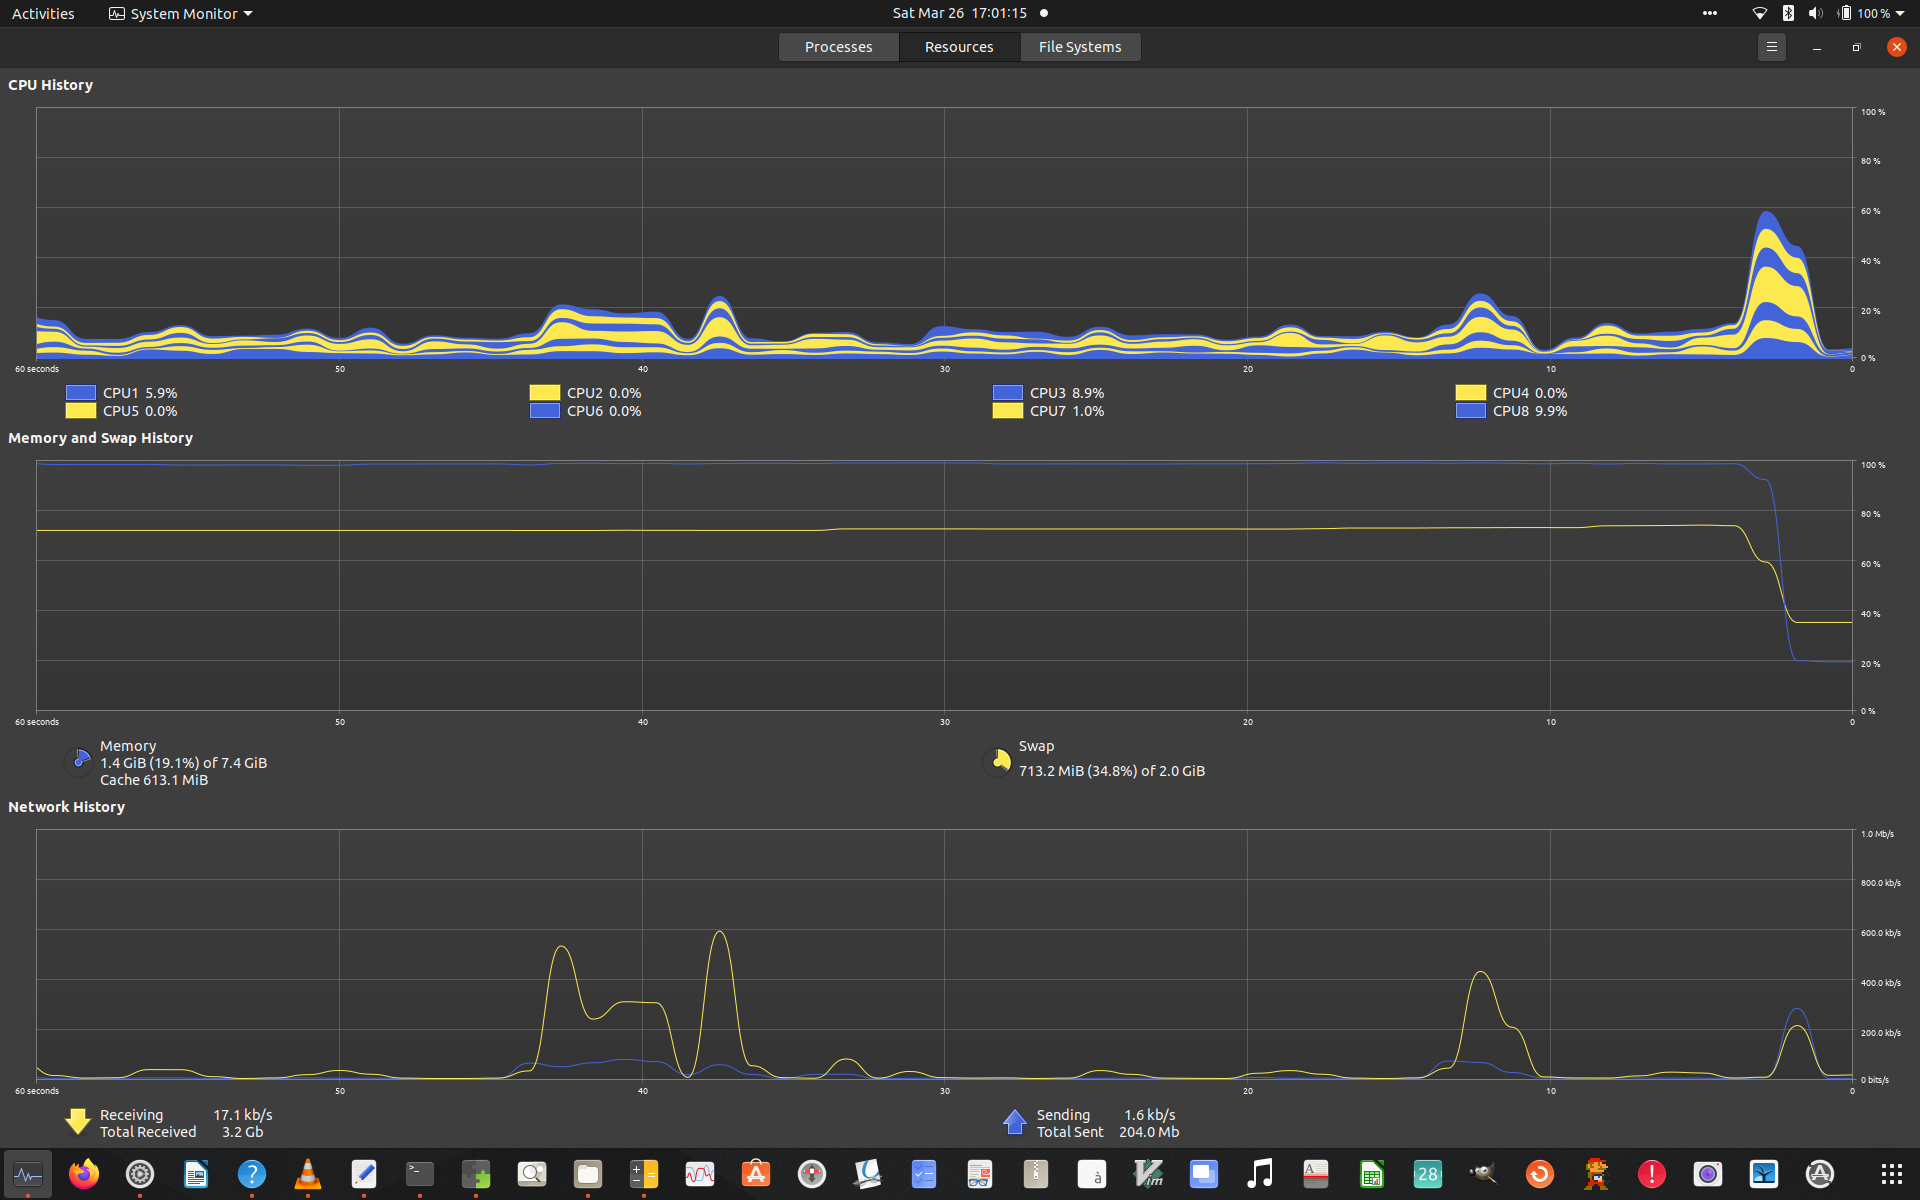 Activities System Monitor Sat Mar 26 17:01:15 100 %
Processes Resources File Systems
CPU History
100 %
80 %
60 %
40 %
20 %
0 %
60 seconds 50 40 30 20 10 0
CPU1 5.9% CPU2 0.0% CPU3 8.9% CPU4 0.0%
CPU5 0.0% CPU6 0.0% CPU7 1.0% CPU8 9.9%
Memory and Swap History
100 %
80 %
60 %
40 %
20 %
0 %
60 seconds 50 40 30 20 10 0
Memory
1.4 GiB (19.1%) of 7.4 GiB
Cache 613.1 MiB
Swap
713.2 MiB (34.8%) of 2.0 GiB
Network History
1.0 Mb/s
800.0 kb/s
600.0 kb/s
400.0 kb/s
200.0 kb/s
0 bits/s
60 seconds 50 40 30 20 10 0
Receiving 17.1 kb/s
Total Received 3.2 Gb
Sending 1.6 kb/s
Total Sent 204.0 Mb
? >_ A à Vim A 28 !